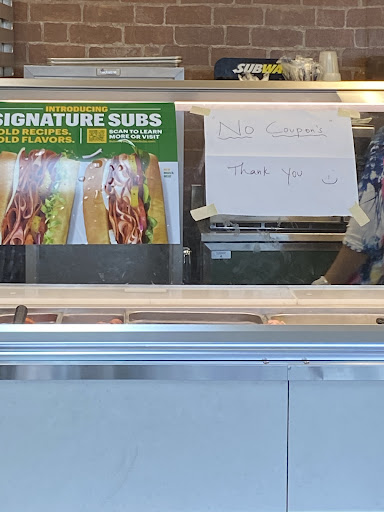 SUBWAY
INTRODUCING
SIGNATURE SUBS
OLD RECIPES.
OLD FLAVORS.
SCAN TO LEARN
MORE OR VISIT
No Coupon's
Thank You ☺